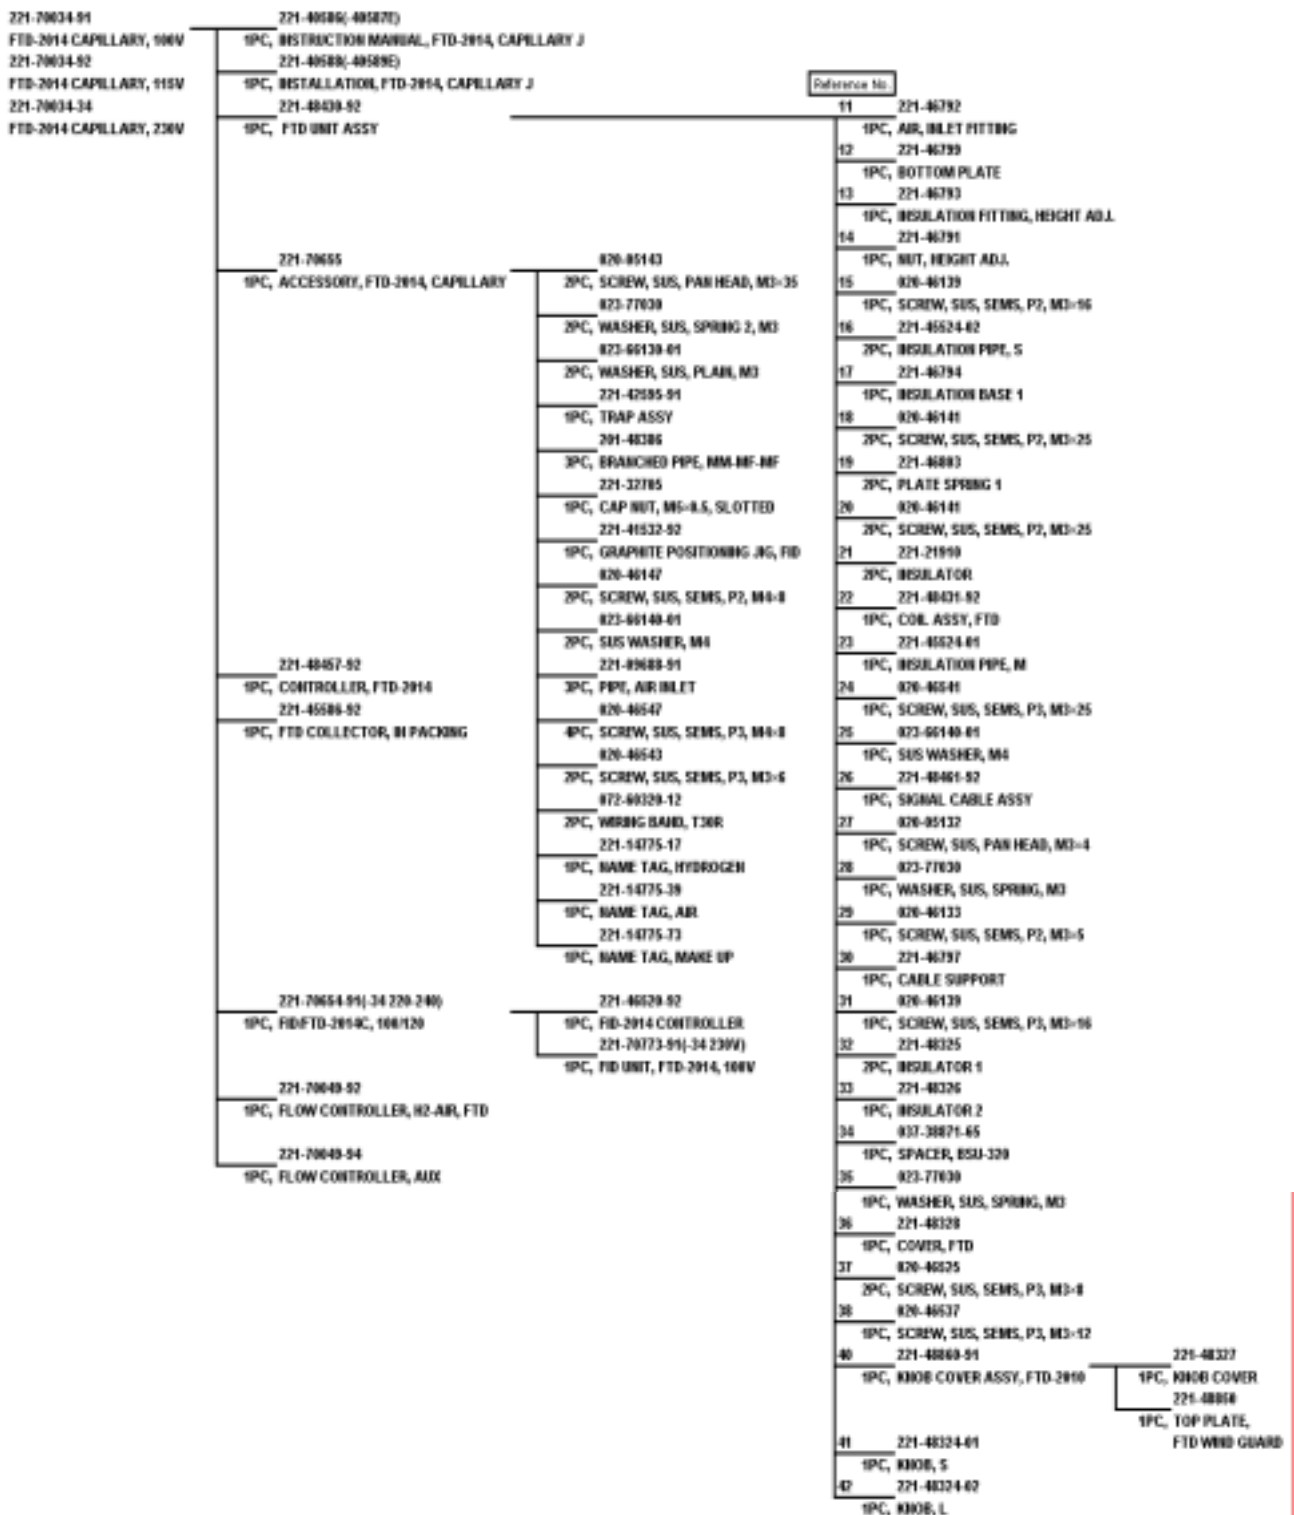 221-70034-91
FTD-2014 CAPILLARY, 100V
221-70034-92
FTD-2014 CAPILLARY, 115V
221-70034-34
FTD-2014 CAPILLARY, 230V
221-40586(-40587E)
1PC, INSTRUCTION MANUAL, FTD-2014, CAPILLARY J
221-40588(-40589E)
1PC, INSTALLATION, FTD-2014, CAPILLARY J
221-48430-92
1PC, FTD UNIT ASSY
221-70655
1PC, ACCESSORY, FTD-2014, CAPILLARY
221-48457-92
1PC, CONTROLLER, FTD-2014
221-45586-92
1PC, FTD COLLECTOR, IN PACKING
221-70654-91(-34 220-240)
1PC, FID/FTD-2014C, 100/120
221-70049-92
1PC, FLOW CONTROLLER, H2-AIR, FTD
221-70049-94
1PC, FLOW CONTROLLER, AUX
020-05143
2PC, SCREW, SUS, PAN HEAD, M3×35
023-77030
2PC, WASHER, SUS, SPRING 2, M3
023-66130-01
2PC, WASHER, SUS, PLAIN, M3
221-42595-91
1PC, TRAP ASSY
201-48386
3PC, BRANCHED PIPE, MM-MF-MF
221-32705
1PC, CAP NUT, M6×0.5, SLOTTED
221-41532-92
1PC, GRAPHITE POSITIONING JIG, FID
020-46147
2PC, SCREW, SUS, SEMS, P2, M4×8
023-66140-01
2PC, SUS WASHER, M4
221-09688-91
3PC, PIPE, AIR INLET
020-46547
4PC, SCREW, SUS, SEMS, P3, M4×8
020-46543
2PC, SCREW, SUS, SEMS, P3, M3×6
072-60320-12
2PC, WIRING BAND, T30R
221-14775-17
1PC, NAME TAG, HYDROGEN
221-14775-39
1PC, NAME TAG, AIR
221-14775-73
1PC, NAME TAG, MAKE UP
221-46520-92
1PC, FID-2014 CONTROLLER
221-70773-91(-34 230V)
1PC, FID UNIT, FTD-2014, 100V
Reference No.
11 221-46792
1PC, AIR, INLET FITTING
12 221-46799
1PC, BOTTOM PLATE
13 221-46793
1PC, INSULATION FITTING, HEIGHT ADJ.
14 221-46791
1PC, NUT, HEIGHT ADJ.
15 020-46139
1PC, SCREW, SUS, SEMS, P2, M3×16
16 221-45524-02
2PC, INSULATION PIPE, S
17 221-46794
1PC, INSULATION BASE 1
18 020-46141
2PC, SCREW, SUS, SEMS, P2, M3×25
19 221-46803
2PC, PLATE SPRING 1
20 020-46141
2PC, SCREW, SUS, SEMS, P2, M3×25
21 221-21910
2PC, INSULATOR
22 221-48431-92
1PC, COIL ASSY, FTD
23 221-45524-01
1PC, INSULATION PIPE, M
24 020-46541
1PC, SCREW, SUS, SEMS, P3, M3×25
25 023-66140-01
1PC, SUS WASHER, M4
26 221-48461-92
1PC, SIGNAL CABLE ASSY
27 020-05132
1PC, SCREW, SUS, PAN HEAD, M3×4
28 023-77030
1PC, WASHER, SUS, SPRING, M3
29 020-46133
1PC, SCREW, SUS, SEMS, P2, M3×5
30 221-46797
1PC, CABLE SUPPORT
31 020-46139
1PC, SCREW, SUS, SEMS, P3, M3×16
32 221-48325
2PC, INSULATOR 1
33 221-48326
1PC, INSULATOR 2
34 037-38871-65
1PC, SPACER, BSU-320
35 023-77030
1PC, WASHER, SUS, SPRING, M3
36 221-48328
1PC, COVER, FTD
37 020-46525
2PC, SCREW, SUS, SEMS, P3, M3×8
38 020-46537
1PC, SCREW, SUS, SEMS, P3, M3×12
40 221-48860-91
1PC, KNOB COVER ASSY, FTD-2010
41 221-48324-01
1PC, KNOB, S
42 221-48324-02
1PC, KNOB, L
221-48327
1PC, KNOB COVER
221-48860
1PC, TOP PLATE,
FTD WIND GUARD